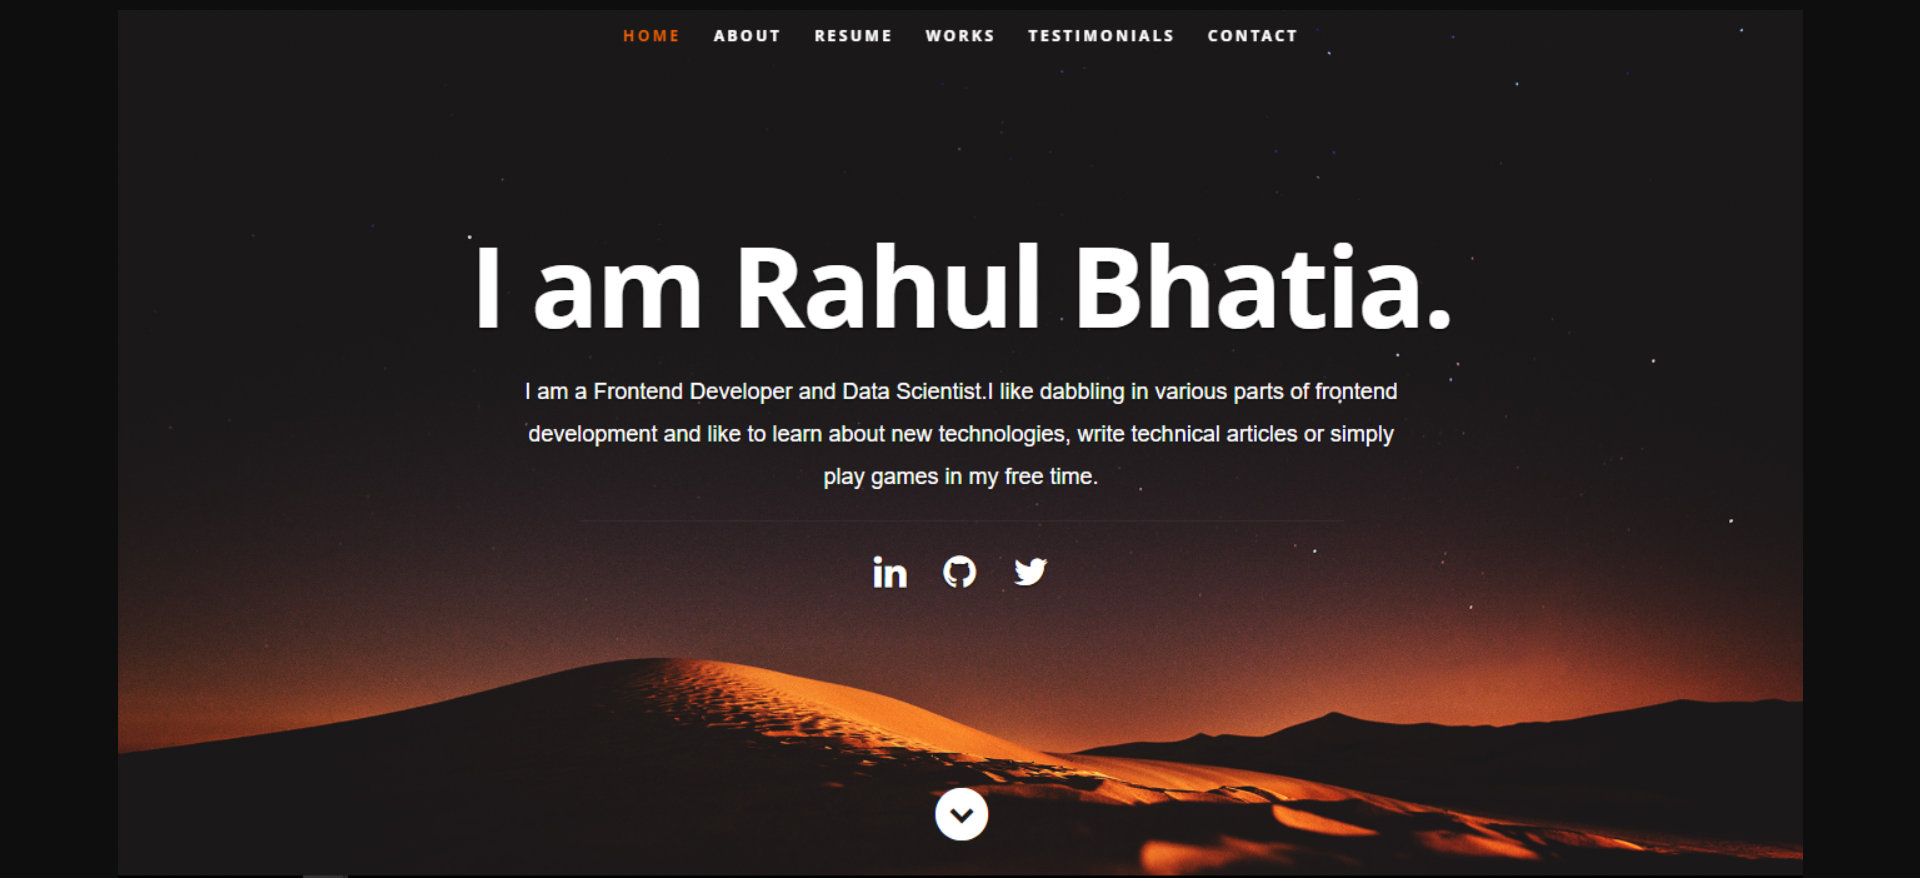 HOME ABOUT RESUME WORKS TESTIMONIALS CONTACT
I am Rahul Bhatia.
I am a Frontend Developer and Data Scientist.I like dabbling in various parts of frontend
development and like to learn about new technologies, write technical articles or simply
play games in my free time.
in